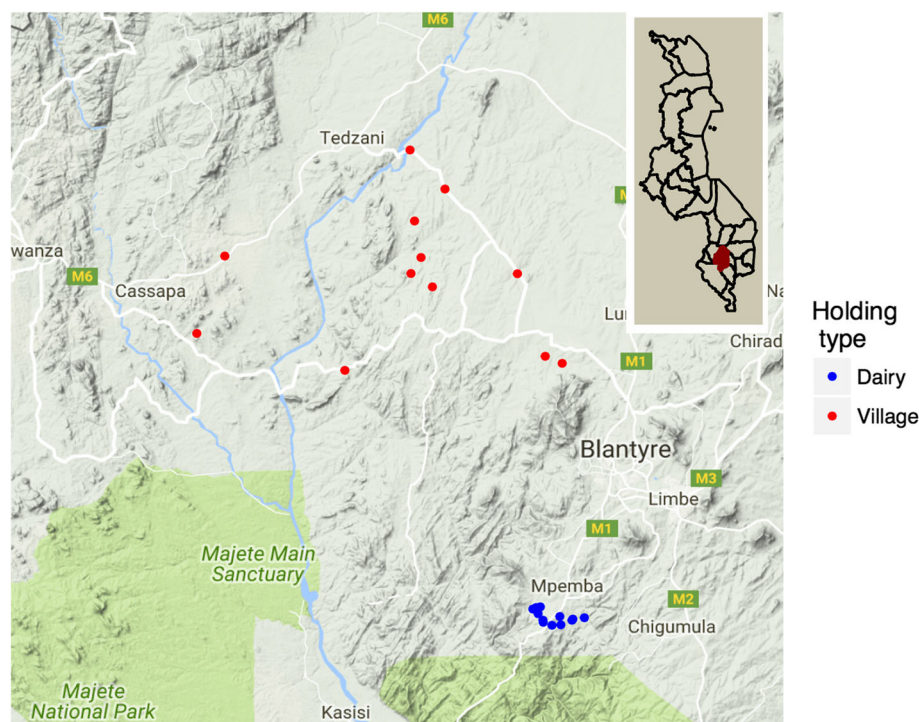 M6
Tedzani
wanza
M6
Cassapa
Lun
Na
Chirad
M1
Blantyre
M3
Limbe
M1
Majete Main
Sanctuary
Mpemba
M2
Chigumula
Majete
National Park
Kasisi
Holding
type
Dairy
Village